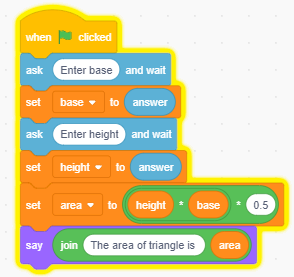 when clicked
ask Enter base and wait
set base to answer
ask Enter height and wait
set height to answer
set area to height * base * 0.5
say join The area of triangle is area